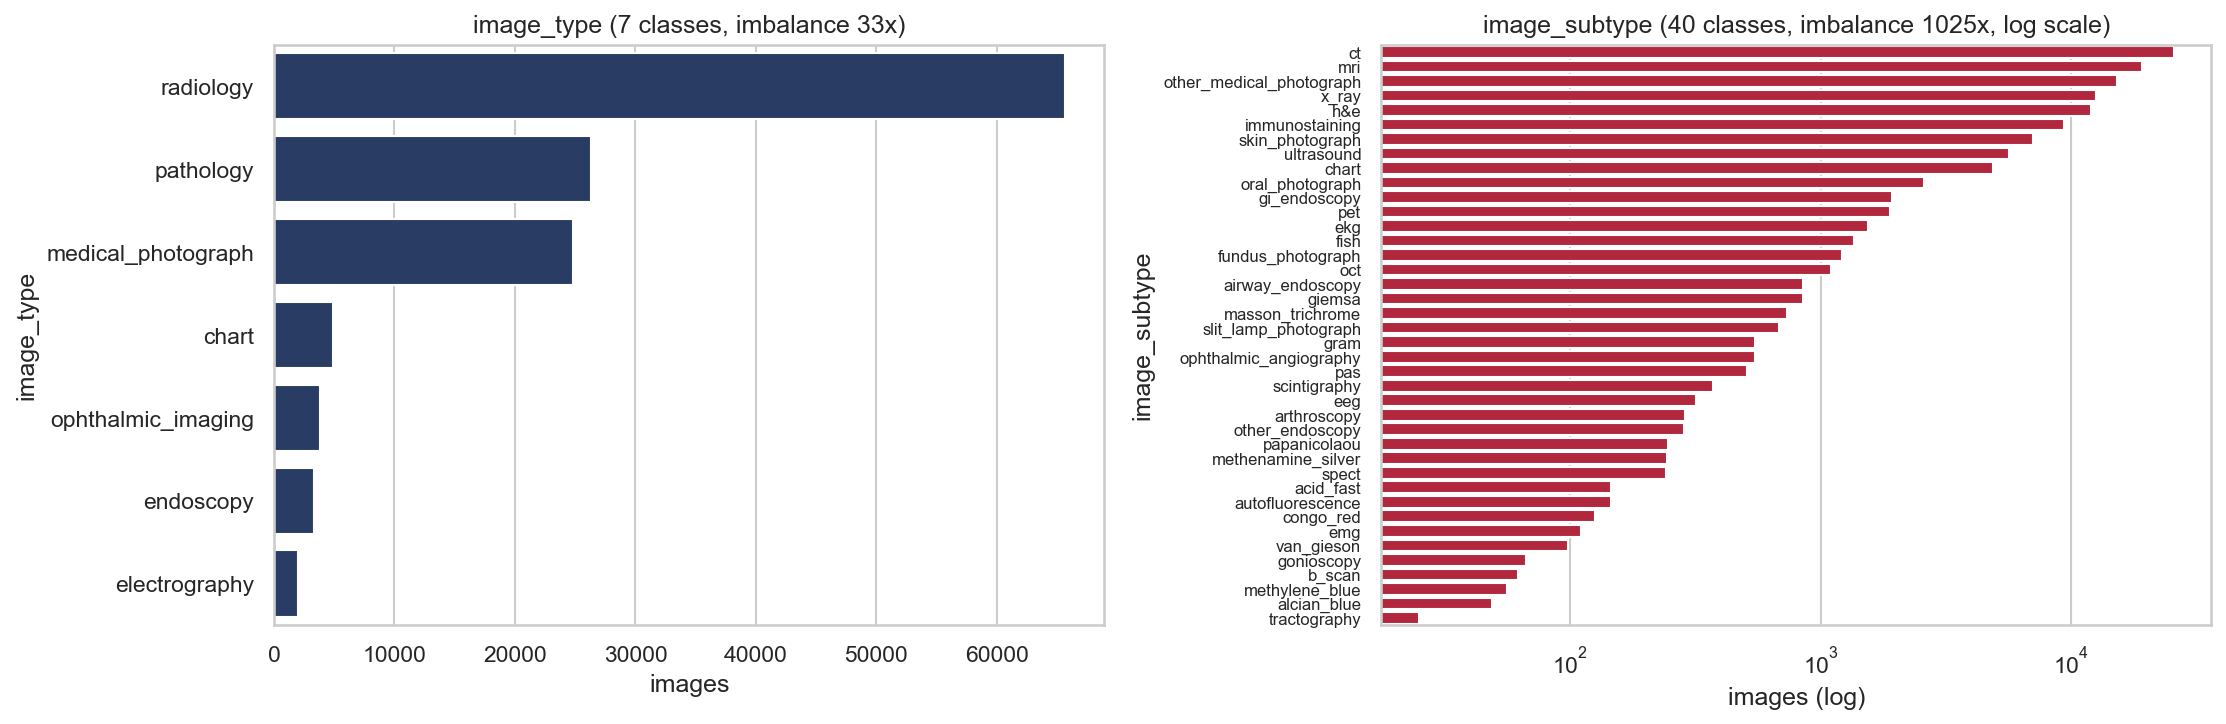 image_type (7 classes, imbalance 33x)
image_type
radiology
pathology
medical_photograph
chart
ophthalmic_imaging
endoscopy
electrography
0 10000 20000 30000 40000 50000 60000
images
image_subtype (40 classes, imbalance 1025x, log scale)
image_subtype
ct
mri
other_medical_photograph
x_ray
h&e
immunostaining
skin_photograph
ultrasound
chart
oral_photograph
gi_endoscopy
pet
ekg
fish
fundus_photograph
oct
airway_endoscopy
giemsa
masson_trichrome
slit_lamp_photograph
gram
ophthalmic_angiography
pas
scintigraphy
eeg
arthroscopy
other_endoscopy
papanicolaou
methenamine_silver
spect
acid_fast
autofluorescence
congo_red
emg
van_gieson
gonioscopy
b_scan
methylene_blue
alcian_blue
tractography
10² 10³ 10⁴
images (log)